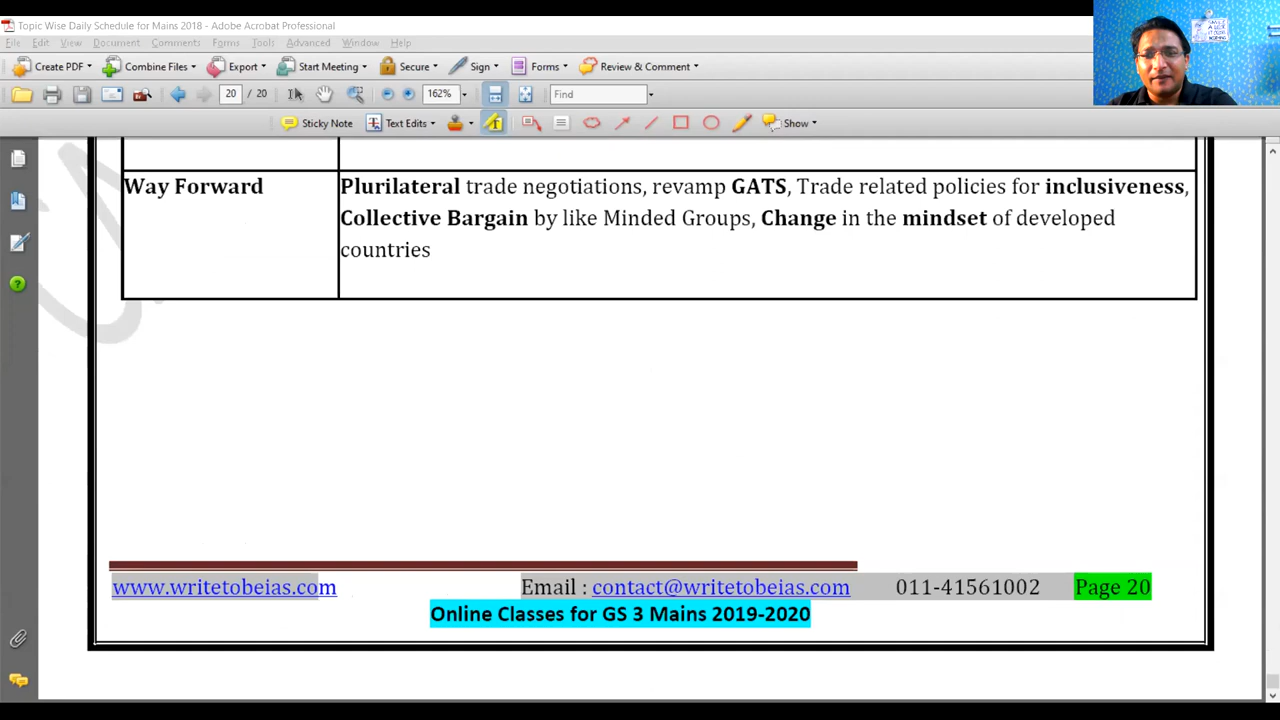 Topic Wise Daily Schedule for Mains 2018 - Adobe Acrobat Professional
File Edit View Document Comments Forms Tools Advanced Window Help
Create PDF Combine Files Export Start Meeting Secure Sign Forms Review & Comment
20 / 20 162% Find
Sticky Note Text Edits Show
Way Forward
Plurilateral trade negotiations, revamp GATS, Trade related policies for inclusiveness,
Collective Bargain by like Minded Groups, Change in the mindset of developed
countries
www.writetobeias.com Email : contact@writetobeias.com 011-41561002 Page 20
Online Classes for GS 3 Mains 2019-2020